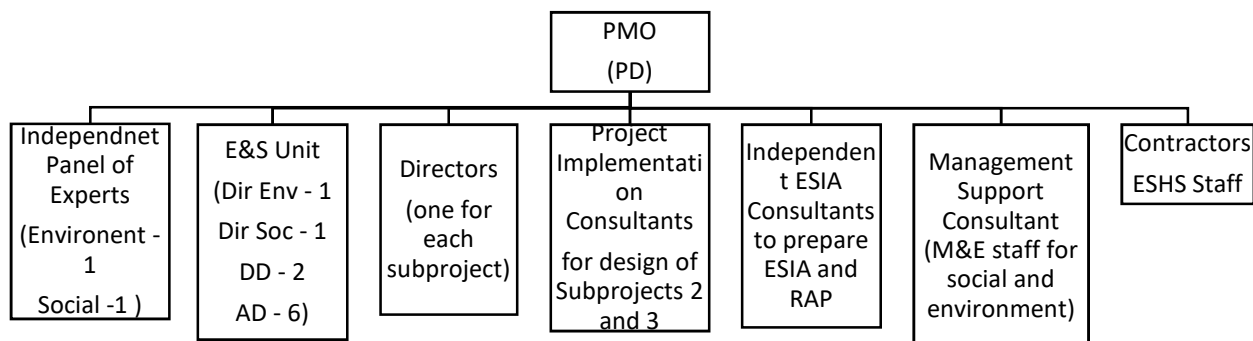 PMO
(PD)
Independnet
Panel of
Experts
(Environent -
1
Social -1 )
E&S Unit
(Dir Env - 1
Dir Soc - 1
DD - 2
AD - 6)
Directors
(one for
each
subproject)
Project
Implementati
on
Consultants
for design of
Subprojects 2
and 3
Independen
t ESIA
Consultants
to prepare
ESIA and
RAP
Management
Support
Consultant
(M&E staff for
social and
environment)
Contractors
ESHS Staff